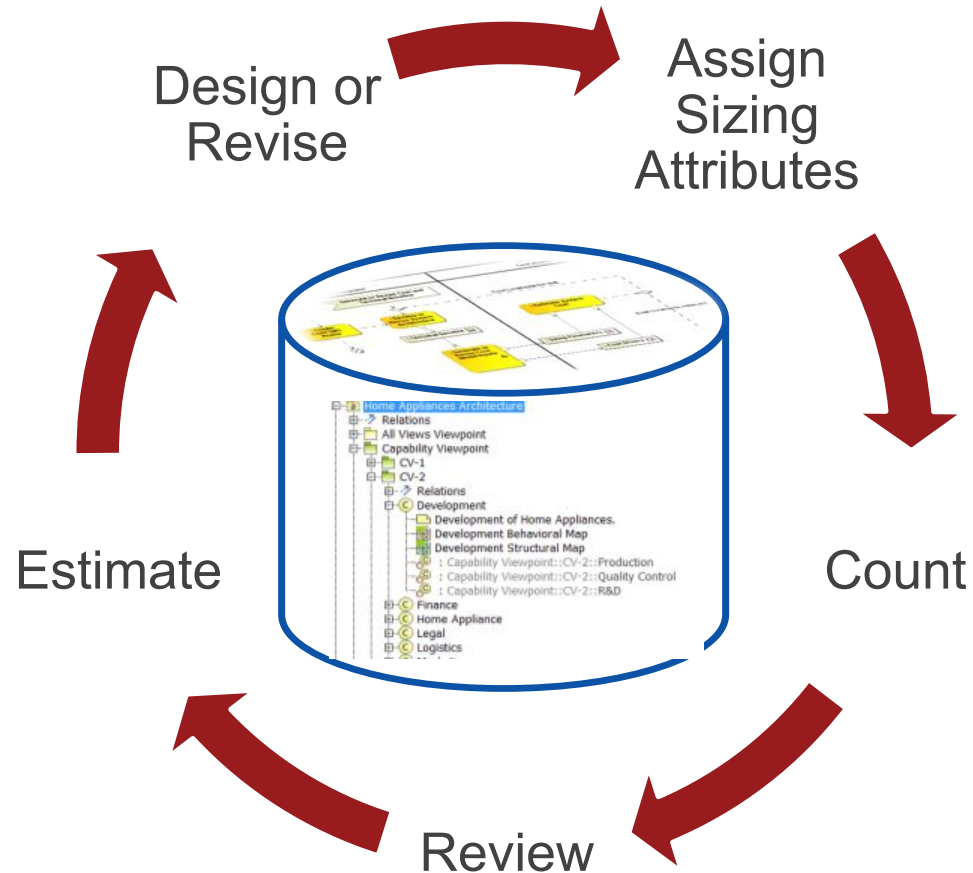 Design or
Revise
Assign
Sizing
Attributes
Home Appliances Architecture
Relations
All Views Viewpoint
Capability Viewpoint
CV-1
CV-2
Relations
Development
Development of Home Appliances.
Development Behavioral Map
Development Structural Map
: Capability Viewpoint::CV-2::Production
: Capability Viewpoint::CV-2::Quality Control
: Capability Viewpoint::CV-2::R&D
Finance
Home Appliance
Legal
Logistics
Estimate
Count
Review